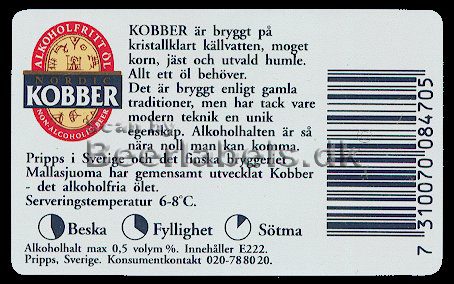 ALKOHOLFRITT ÖL
NORDIC
KOBBER
NON-ALCOHOLIC BEER
KOBBER är bryggt på
kristallklart källvatten, moget
korn, jäst och utvald humle.
Allt ett öl behöver.
Det är bryggt enligt gamla
traditioner, men har tack vare
modern teknik en unik
egenskap. Alkoholhalten är så
nära noll man kan komma.
Pripps i Sverige och det finska bryggeriet
Mallasjuoma har gemensamt utvecklat Kobber
- det alkoholfria ölet.
Serveringstemperatur 6-8°C.
Beska Fyllighet Sötma
Alkoholhalt max 0,5 volym %. Innehåller E222.
Pripps, Sverige. Konsumentkontakt 020-788020.
7 310070 084705
Scan by
Beerlabels.dk